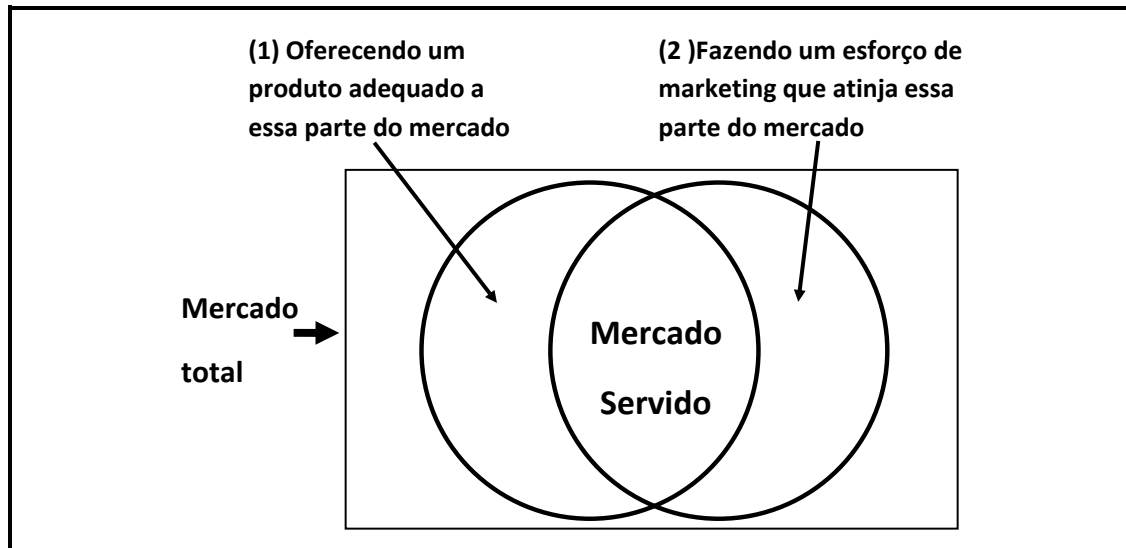 (1) Oferecendo um
produto adequado a
essa parte do mercado
(2 )Fazendo um esforço de
marketing que atinja essa
parte do mercado
Mercado
total
Mercado
Servido